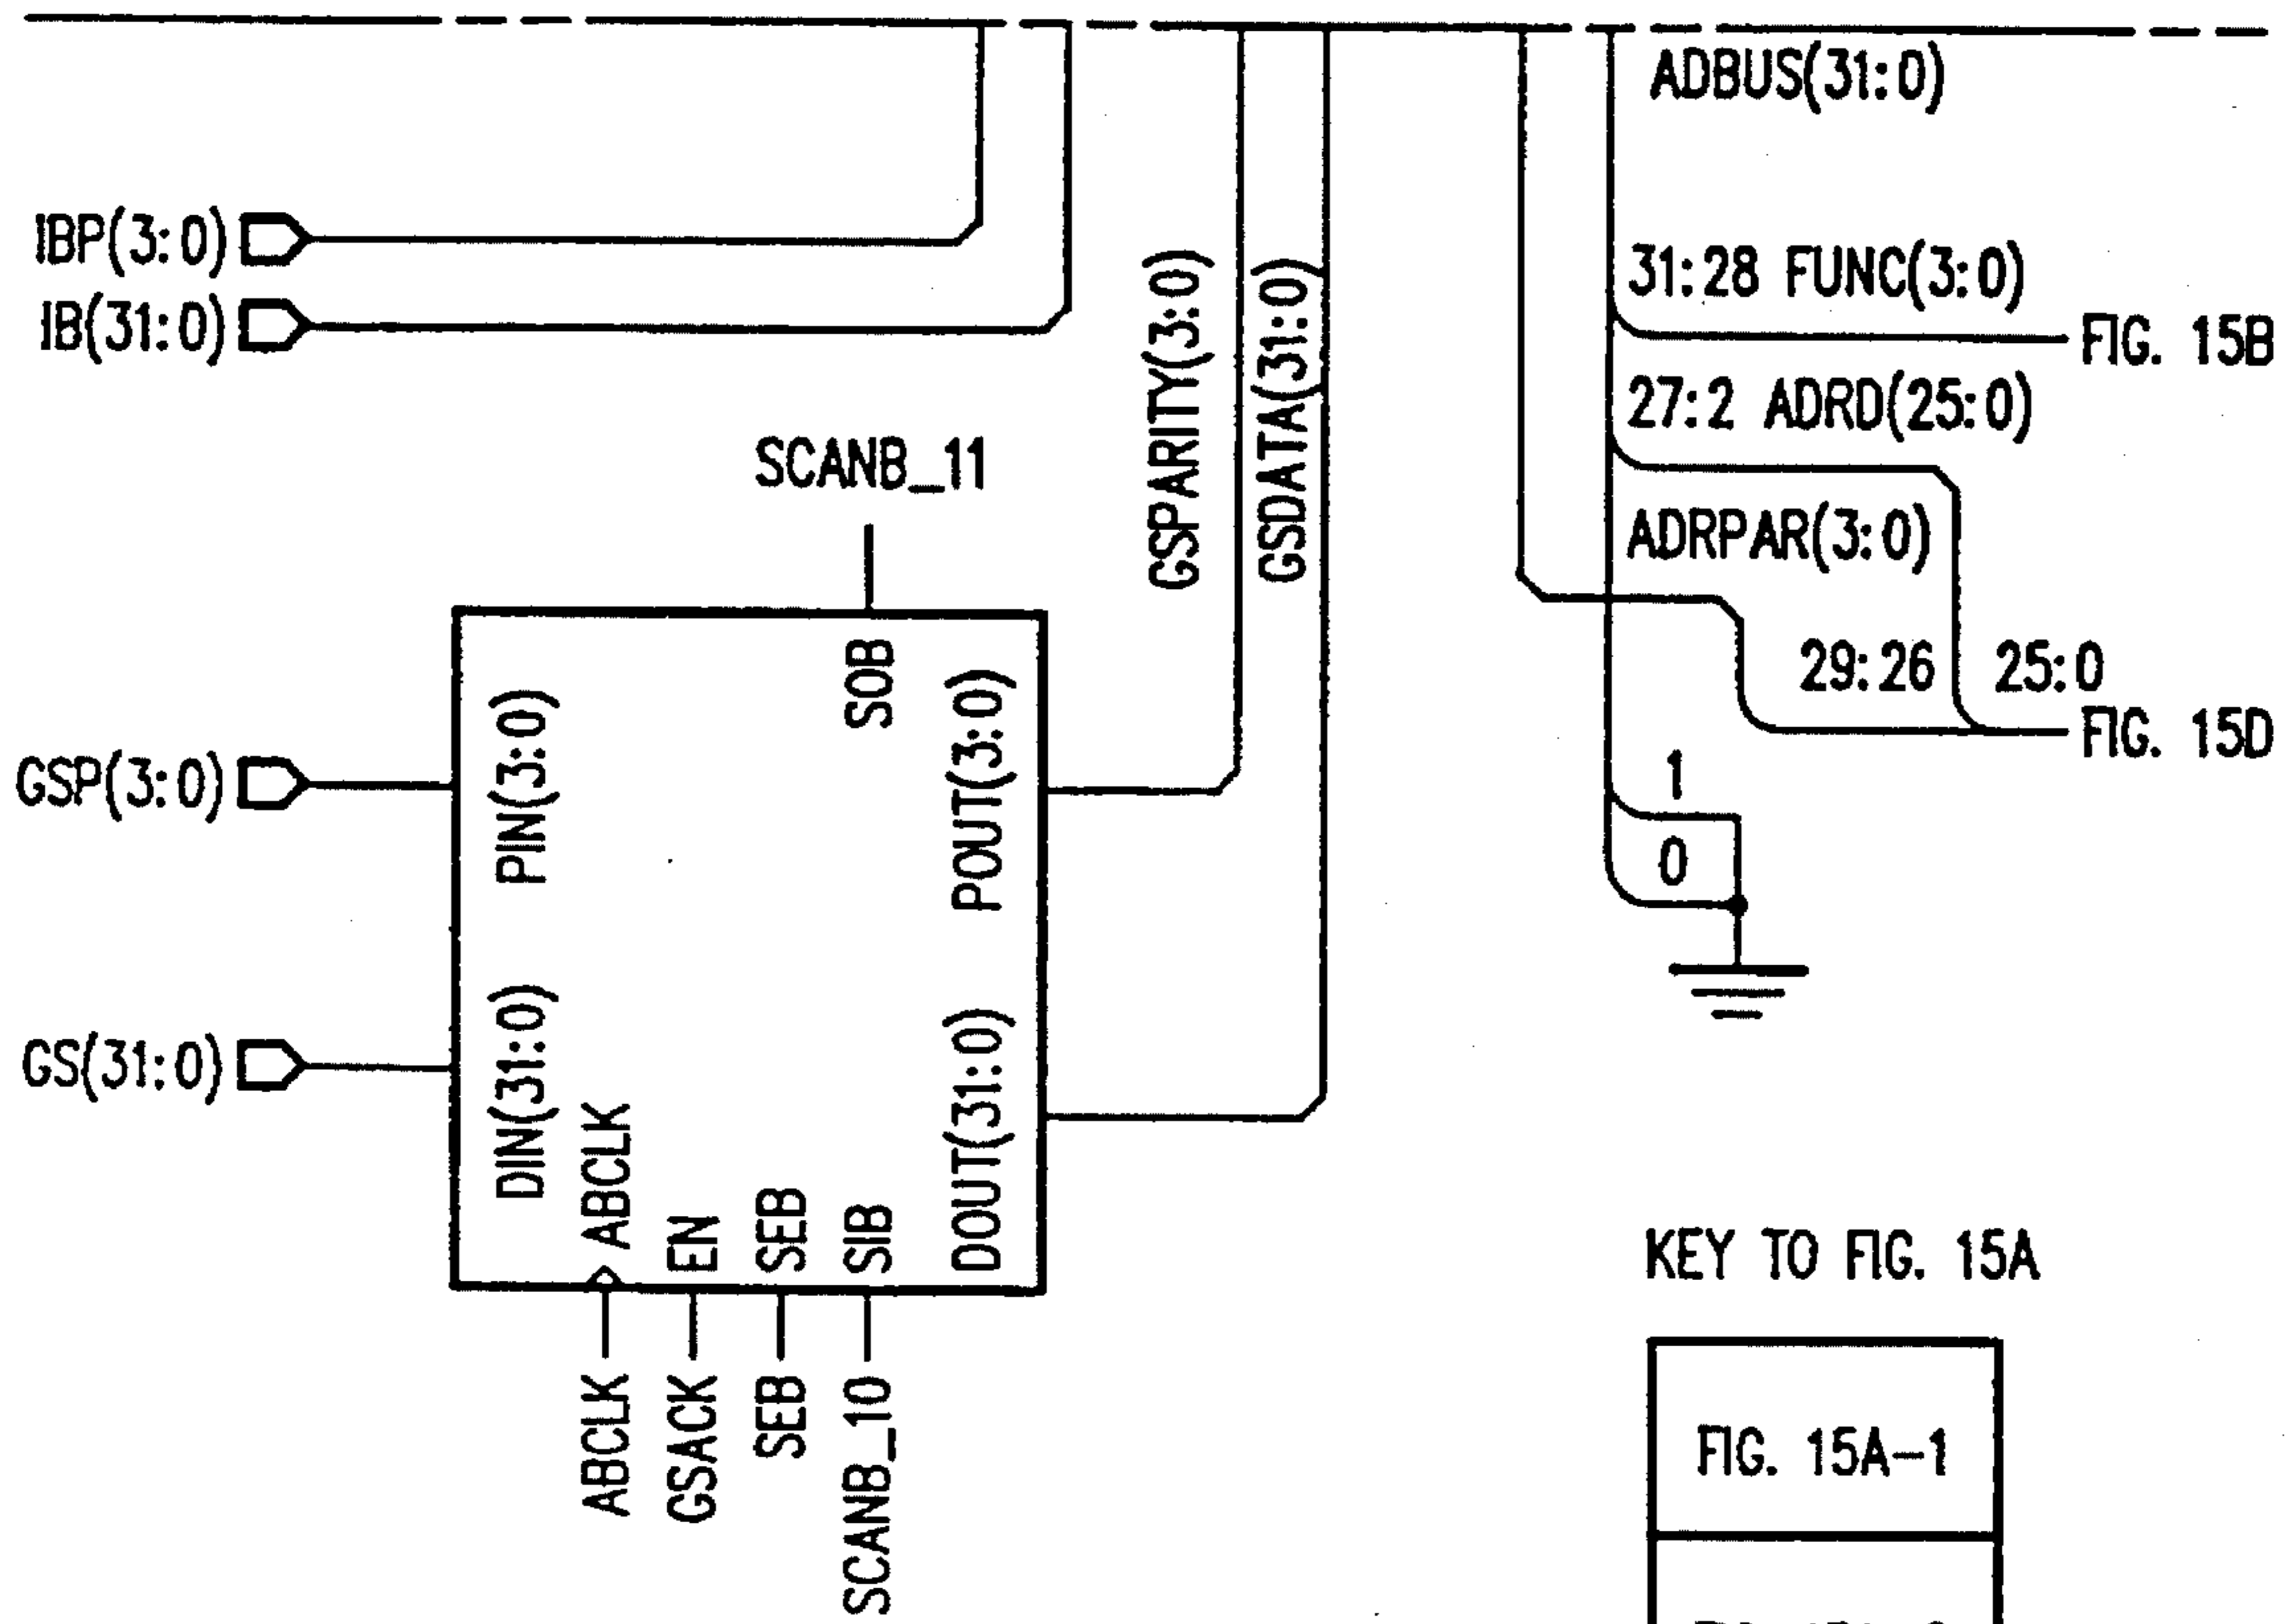 ADBUS(31:0)
IBP(3:0)
IB(31:0)
31:28 FUNC(3:0)
FIG. 15B
27:2 ADRD(25:0)
ADRPAR(3:0)
29:26
25:0
FIG. 15D
1
0
GSPARITY(3:0)
GSDATA(31:0)
SCANB_11
SOB
GSP(3:0)
PIN(3:0)
POUT(3:0)
GS(31:0)
DIN(31:0)
DOUT(31:0)
ABCLK
EN
SEB
SIB
ABCLK
GSACK
SEB
SCANB_10
KEY TO FIG. 15A
FIG. 15A-1